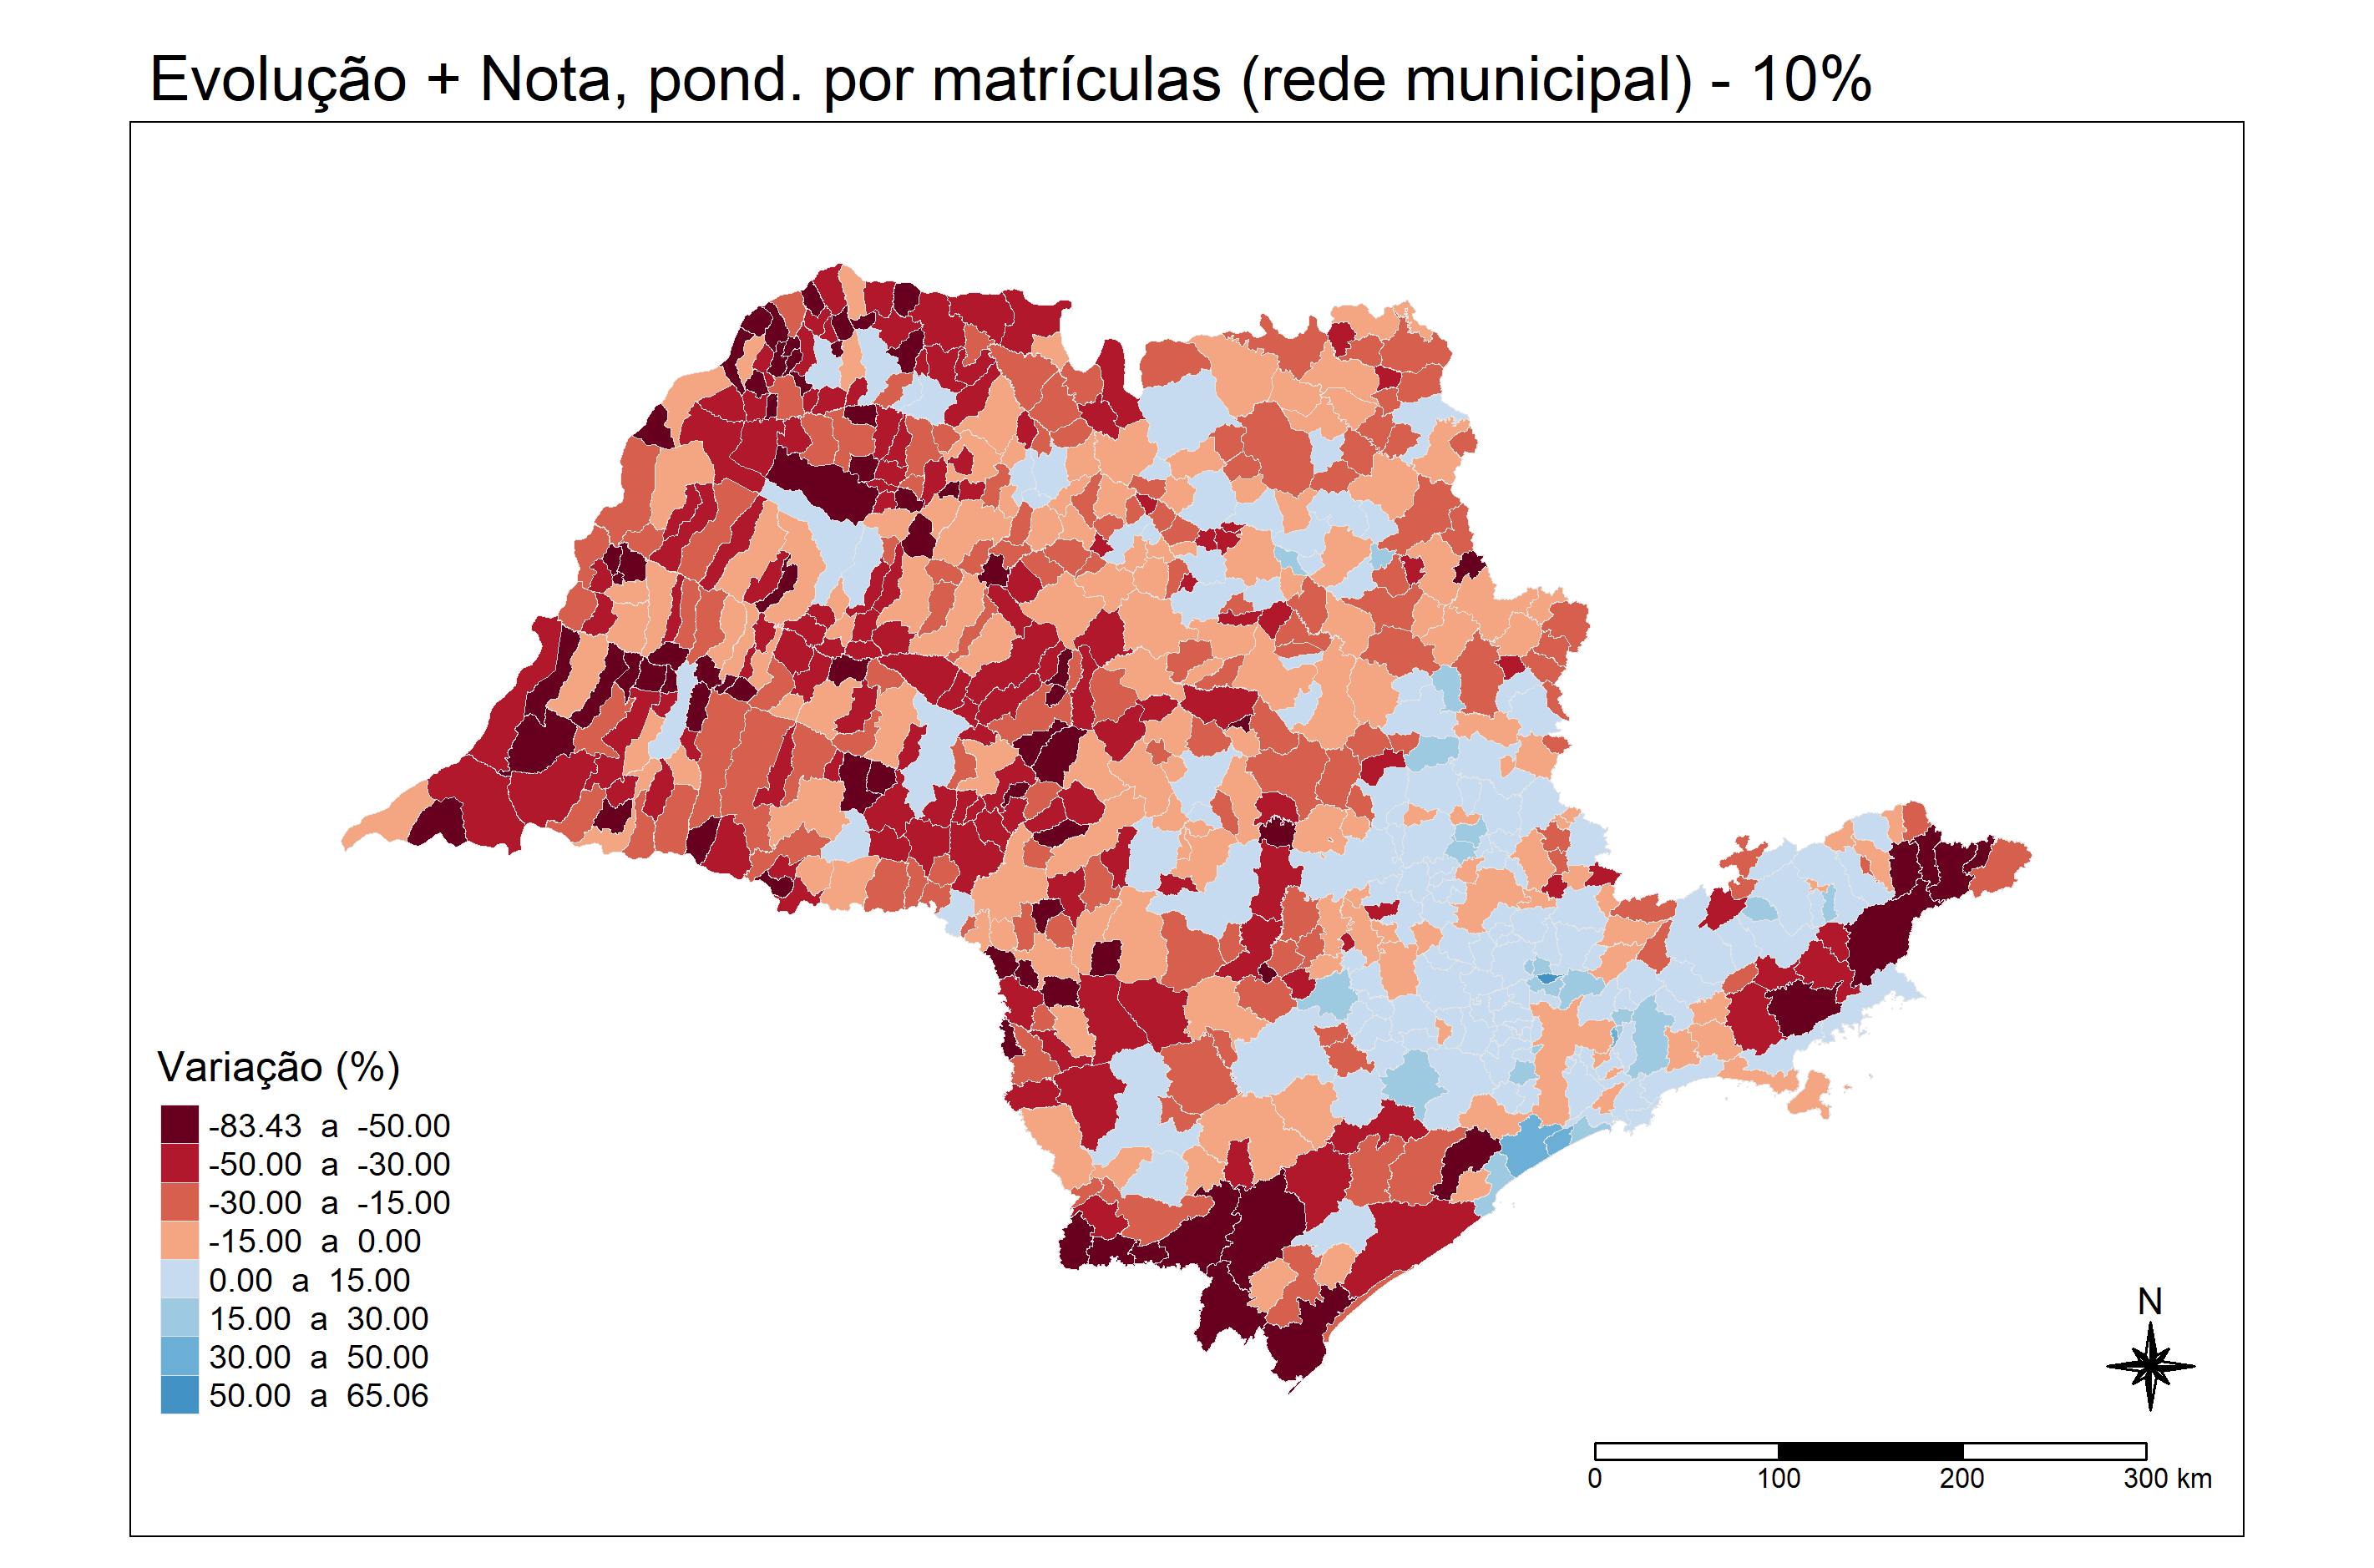 Evolução + Nota, pond. por matrículas (rede municipal) - 10%
Variação (%)
-83.43 a -50.00
-50.00 a -30.00
-30.00 a -15.00
-15.00 a 0.00
0.00 a 15.00
15.00 a 30.00
30.00 a 50.00
50.00 a 65.06
N
0 100 200 300 km